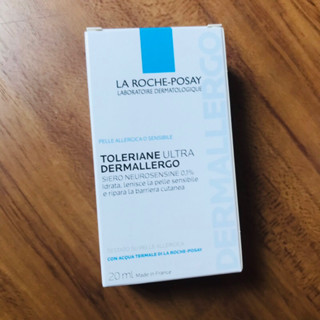 LA ROCHE-POSAY
LABORATOIRE DERMATOLOGIQUE
PELLE ALLERGICA O SENSIBILE
TOLERIANE ULTRA
DERMALLERGO
SIERO NEUROSENSINE 0,1%
idrata, lenisce la pelle sensibile
e ripara la barriera cutanea
CON ACQUA TERMALE DI LA ROCHE-POSAY
20 mL Made in France
DERMALLERGO